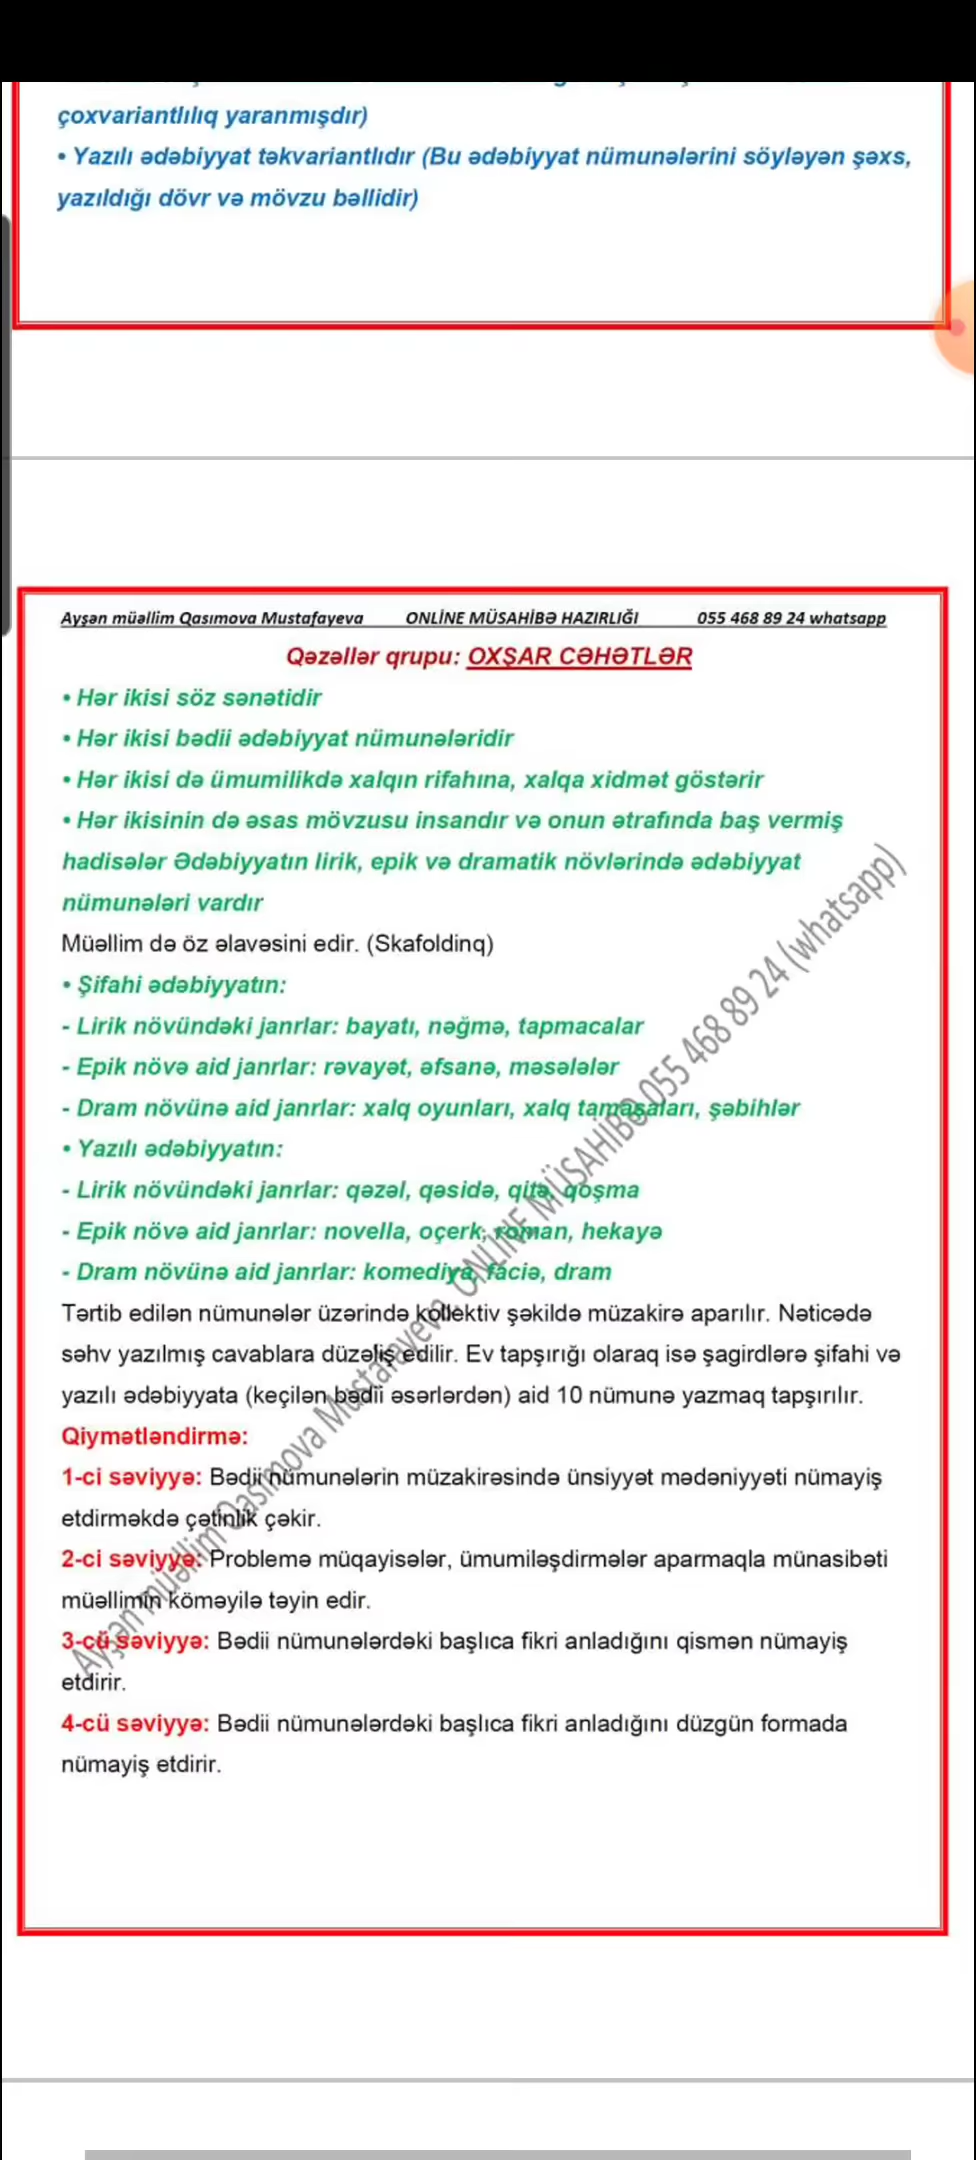 çoxvariantlılıq yaranmışdır)
• Yazılı ədəbiyyat təkvariantlıdır (Bu ədəbiyyat nümunələrini söyləyən şəxs,
yazıldığı dövr və mövzu bəllidir)
Ayşən müəllim Qasımova Mustafayeva ONLİNE MÜSAHİBƏ HAZIRLIĞI 055 468 89 24 whatsapp
Qəzəllər qrupu: OXŞAR CƏHƏTLƏR
• Hər ikisi söz sənətidir
• Hər ikisi bədii ədəbiyyat nümunələridir
• Hər ikisi də ümumilikdə xalqın rifahına, xalqa xidmət göstərir
• Hər ikisinin də əsas mövzusu insandır və onun ətrafında baş vermiş
hadisələr Ədəbiyyatın lirik, epik və dramatik növlərində ədəbiyyat
nümunələri vardır
Müəllim də öz əlavəsini edir. (Skafoldinq)
• Şifahi ədəbiyyatın:
- Lirik növündəki janrlar: bayatı, nəğmə, tapmacalar
- Epik növə aid janrlar: rəvayət, əfsanə, məsələlər
- Dram növünə aid janrlar: xalq oyunları, xalq tamaşaları, şəbihlər
• Yazılı ədəbiyyatın:
- Lirik növündəki janrlar: qəzəl, qəsidə, qitə, qoşma
- Epik növə aid janrlar: novella, oçerk, roman, hekayə
- Dram növünə aid janrlar: komediya, faciə, dram
Tərtib edilən nümunələr üzərində kollektiv şəkildə müzakirə aparılır. Nəticədə
səhv yazılmış cavablara düzəliş edilir. Ev tapşırığı olaraq isə şagirdlərə şifahi və
yazılı ədəbiyyata (keçilən bədii əsərlərdən) aid 10 nümunə yazmaq tapşırılır.
Qiymətləndirmə:
1-ci səviyyə: Bədii nümunələrin müzakirəsində ünsiyyət mədəniyyəti nümayiş
etdirməkdə çətinlik çəkir.
2-ci səviyyə: Problemə müqayisələr, ümumiləşdirmələr aparmaqla münasibəti
müəllimin köməyilə təyin edir.
3-cü səviyyə: Bədii nümunələrdəki başlıca fikri anladığını qismən nümayiş
etdirir.
4-cü səviyyə: Bədii nümunələrdəki başlıca fikri anladığını düzgün formada
nümayiş etdirir.
Ayşən müəllim Qasımova Mustafayeva, ONLİNE MÜSAHİBƏ 055 468 89 24 (whatsapp)